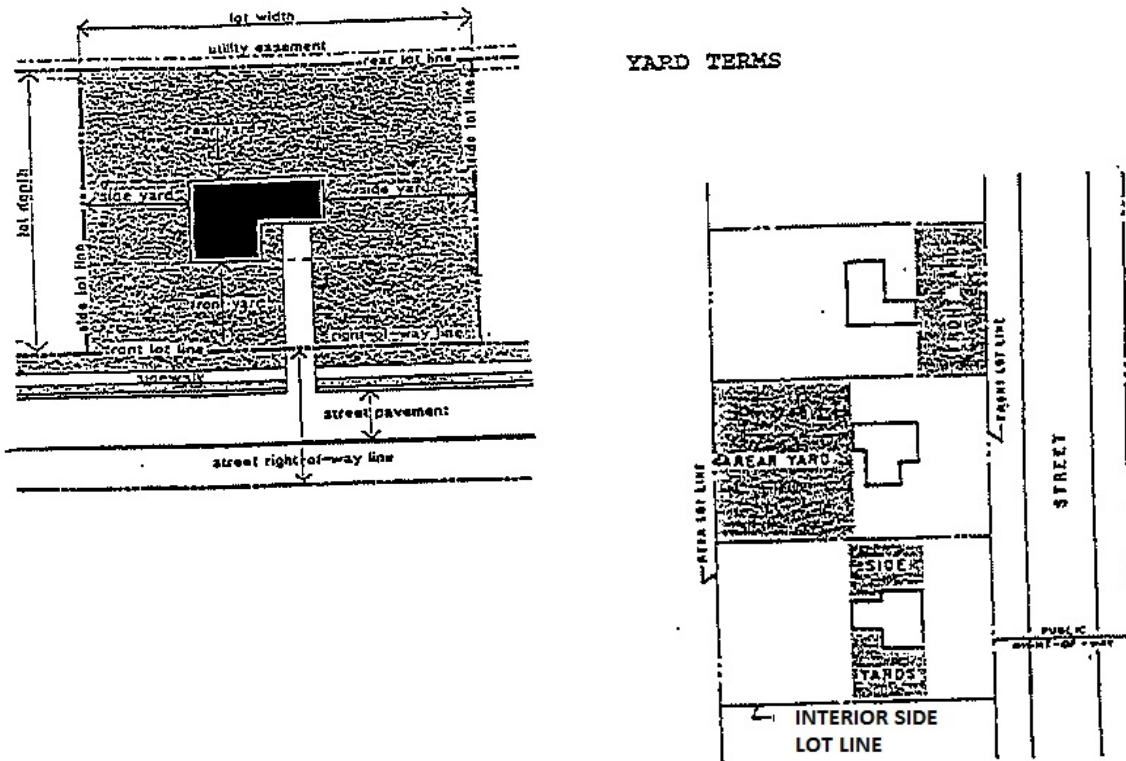 lot width
utility easement
rear lot line
side lot line
rear yard
lot depth
side yard
side yard
side lot line
front yard
right-of-way line
front lot line
sidewalk
street pavement
street right-of-way line
YARD TERMS
FRONT YARD
LOT LINE
REAR YARD
LOT LINE
STREET
SIDE
YARDS
PUBLIC
RIGHT-OF-WAY
INTERIOR SIDE
LOT LINE